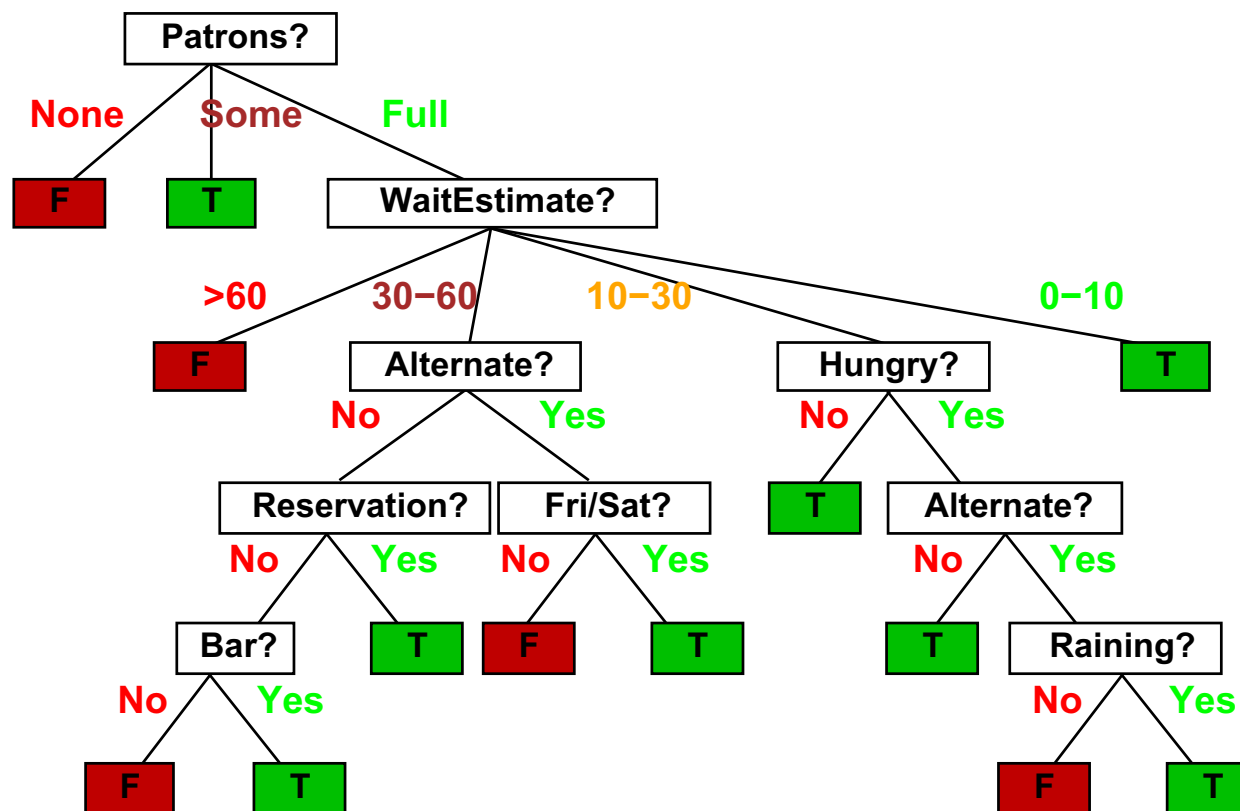 Patrons?
None Some Full
F T WaitEstimate?
>60 30−60 10−30 0−10
F Alternate? Hungry? T
No Yes No Yes
Reservation? Fri/Sat? T Alternate?
No Yes No Yes No Yes
Bar? T F T T Raining?
No Yes No Yes
F T F T